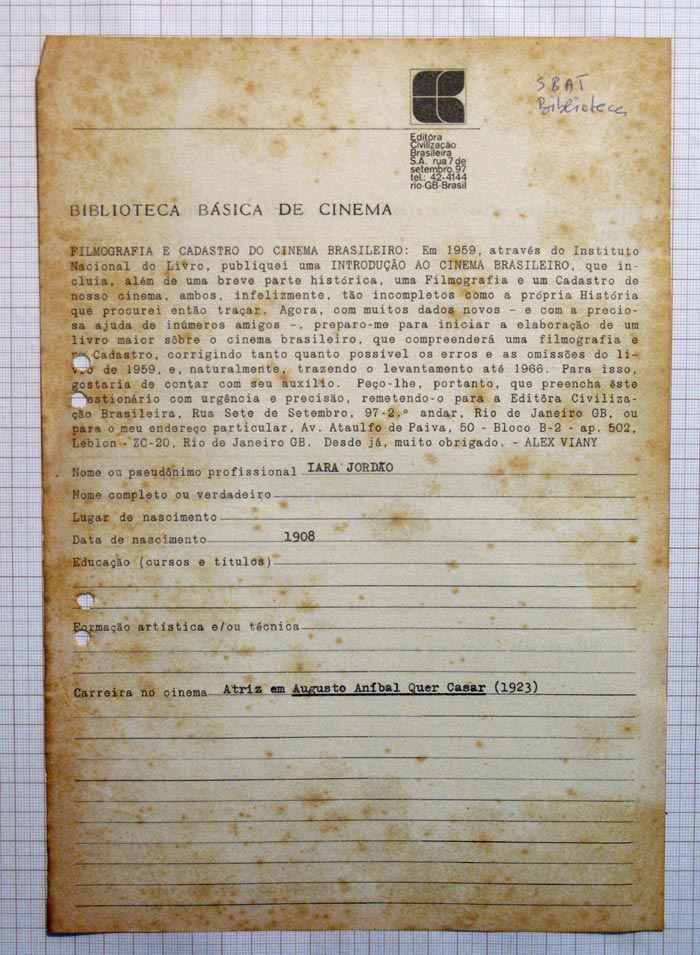 SBAT
Biblioteca
Editôra
Civilização
Brasileira
S.A. rua 7 de
setembro, 97
tel.: 42-4144
rio-GB-Brasil
BIBLIOTECA BÁSICA DE CINEMA
FILMOGRAFIA E CADASTRO DO CINEMA BRASILEIRO: Em 1959, através do Instituto
Nacional do Livro, publiquei uma INTRODUÇÃO AO CINEMA BRASILEIRO, que in-
cluia, além de uma breve parte histórica, uma Filmografia e um Cadastro de
nosso cinema, ambos, infelizmente, tão incompletos como a própria História
que procurei então traçar. Agora, com muitos dados novos - e com a precio-
sa ajuda de inúmeros amigos -, preparo-me para iniciar a elaboração de um
livro maior sôbre o cinema brasileiro, que compreenderá uma filmografia e
Cadastro, corrigindo tanto quanto possível os erros e as omissões do li-
de 1959, e, naturalmente, trazendo o levantamento até 1966. Para isso,
gostaria de contar com seu auxílio. Peço-lhe, portanto, que preencha êste
estionário com urgência e precisão, remetendo-o para a Editôra Civiliza-
ção Brasileira, Rua Sete de Setembro, 97-2.º andar, Rio de Janeiro GB, ou
para o meu endereço particular, Av. Ataulfo de Paiva, 50 - Bloco B-2 - ap. 502,
Leblon - ZC-20, Rio de Janeiro GB. Desde já, muito obrigado. - ALEX VIANY
Nome ou pseudônimo profissional IARA JORDÃO
Nome completo ou verdadeiro
Lugar de nascimento
Data de nascimento 1908
Educação (cursos e títulos)
Formação artística e/ou técnica
Carreira no cinema Atriz em Augusto Aníbal Quer Casar (1923)